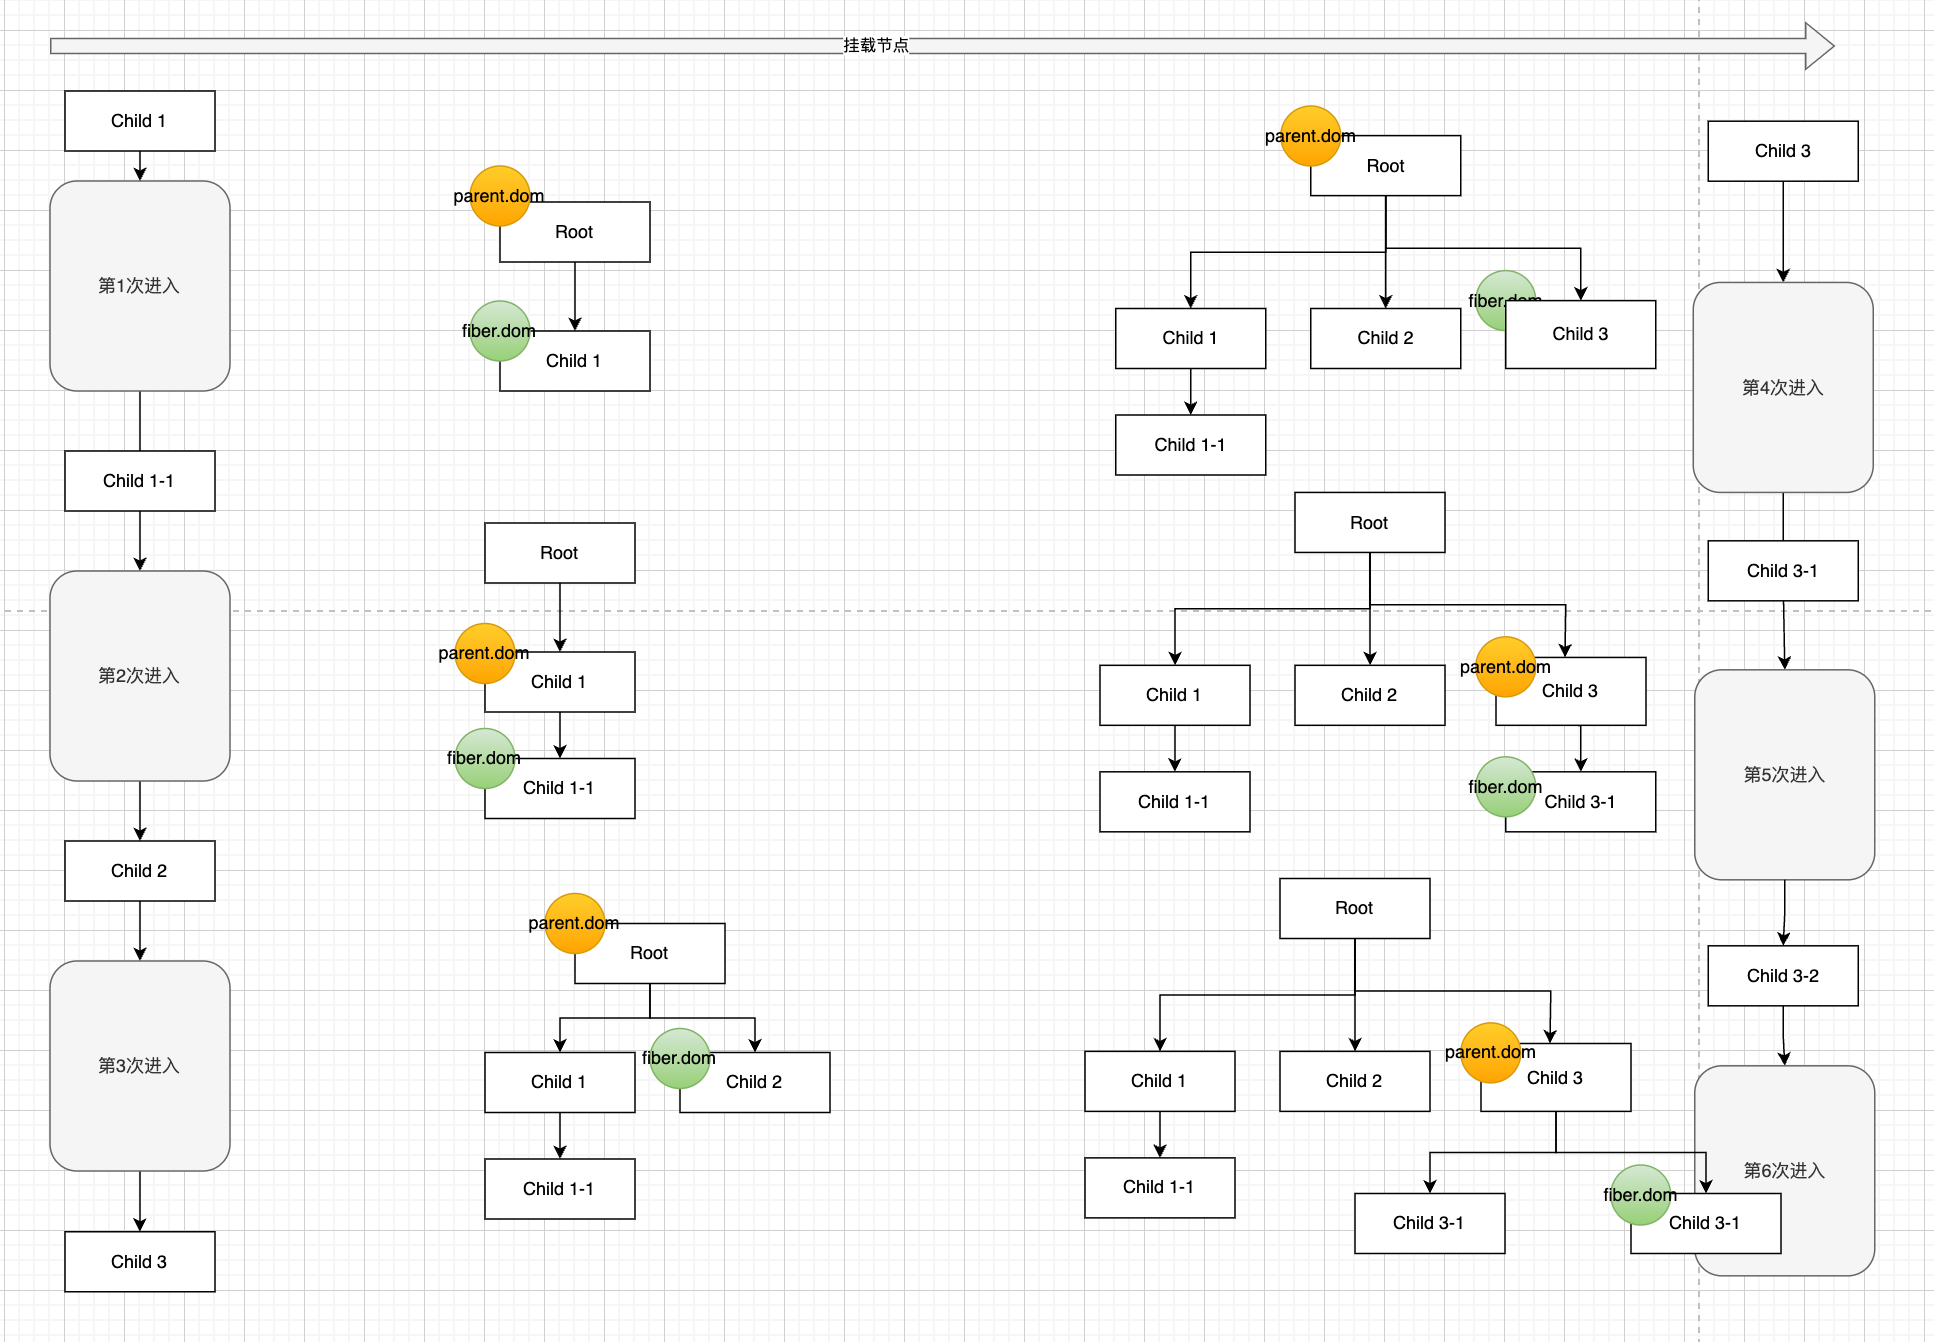 挂载节点
Child 1
第1次进入
Child 1-1
第2次进入
Child 2
第3次进入
Child 3
parent.dom
Root
fiber.dom
Child 1
Root
parent.dom
Child 1
fiber.dom
Child 1-1
parent.dom
Root
Child 1
fiber.dom
Child 2
Child 1-1
parent.dom
Root
Child 1
Child 2
fiber.dom
Child 3
Child 1-1
Root
Child 1
Child 2
parent.dom
Child 3
Child 1-1
fiber.dom
Child 3-1
Root
Child 1
Child 2
parent.dom
Child 3
Child 1-1
Child 3-1
fiber.dom
Child 3-1
Child 3
第4次进入
Child 3-1
第5次进入
Child 3-2
第6次进入